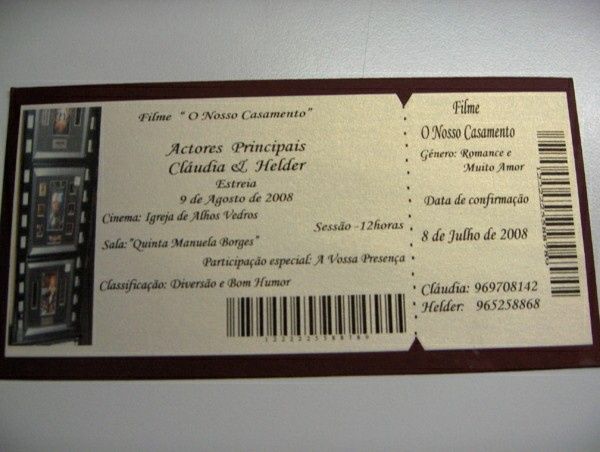 Filme " O Nosso Casamento"
Actores Principais
Cláudia & Helder
Estreia
9 de Agosto de 2008
Cinema: Igreja de Alhos Vedros
Sessão -12horas
Sala:"Quinta Manuela Borges"
Participação especial: A Vossa Presença
Classificação: Diversão e Bom Humor
1222225588789
Filme
O Nosso Casamento
Género: Romance e
Muito Amor
Data de confirmação
8 de Julho de 2008
Cláudia: 969708142
Helder: 965258868